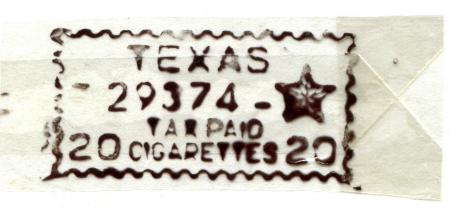 TEXAS
- 29374 -
TAX PAID
20 CIGARETTES 20